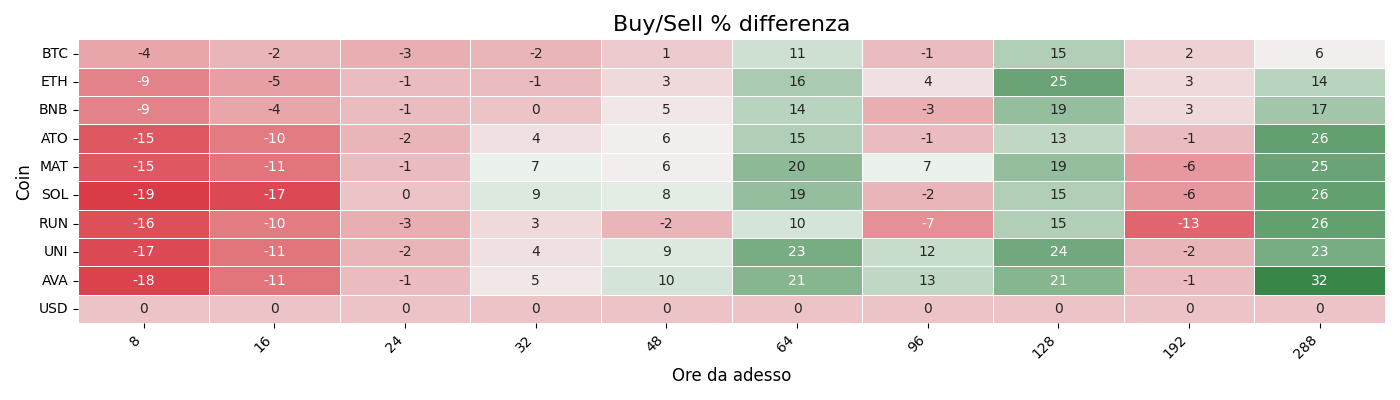 Buy/Sell % differenza
Coin
BTC -4 -2 -3 -2 1 11 -1 15 2 6
ETH -9 -5 -1 -1 3 16 4 25 3 14
BNB -9 -4 -1 0 5 14 -3 19 3 17
ATO -15 -10 -2 4 6 15 -1 13 -1 26
MAT -15 -11 -1 7 6 20 7 19 -6 25
SOL -19 -17 0 9 8 19 -2 15 -6 26
RUN -16 -10 -3 3 -2 10 -7 15 -13 26
UNI -17 -11 -2 4 9 23 12 24 -2 23
AVA -18 -11 -1 5 10 21 13 21 -1 32
USD 0 0 0 0 0 0 0 0 0 0
8 16 24 32 48 64 96 128 192 288
Ore da adesso